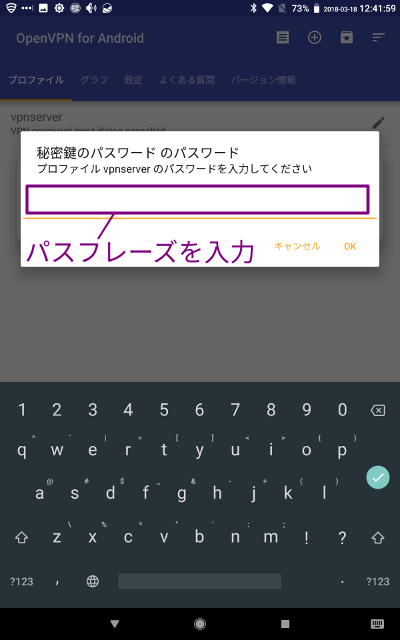 73% 2018-03-18 12:41:59
OpenVPN for Android
プロファイル グラフ 設定 よくある質問 バージョン情報
vpnserver
VPN password input dialog cancelled
秘密鍵のパスワード のパスワード
プロファイル vpnserver のパスワードを入力してください
パスフレーズを入力
キャンセル OK
1 2 3 4 5 6 7 8 9 0
q w e r t y u i o p
a s d f g h j k l
z x c v b n m ! ?
?123 , . ?123